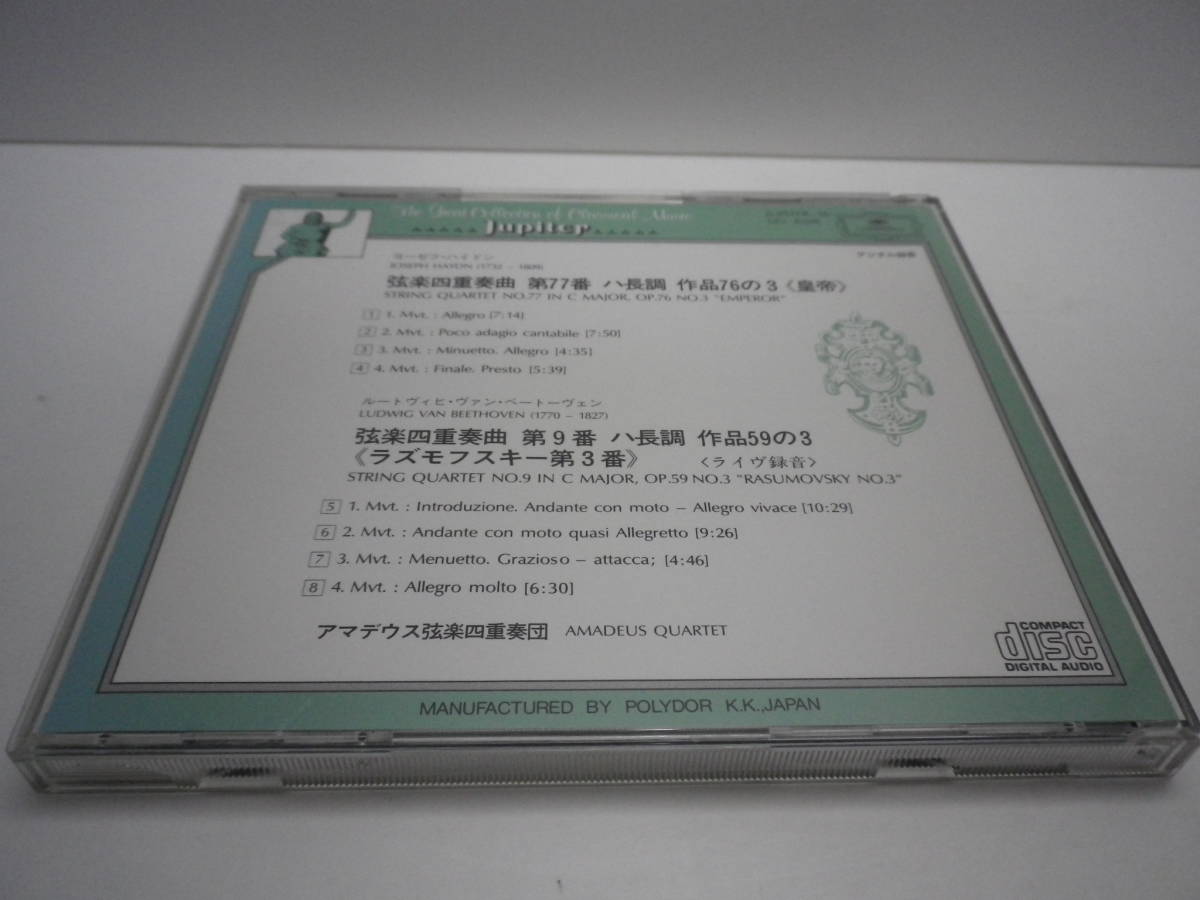 The Great Collection of Classical Music
Jupiter
デジタル録音
ヨーゼフ・ハイドン
JOSEPH HAYDN (1732 – 1809)
弦楽四重奏曲 第77番 ハ長調 作品76の3《皇帝》
STRING QUARTET NO.77 IN C MAJOR, OP.76 NO.3 "EMPEROR"
1 1. Mvt. : Allegro [7:14]
2 2. Mvt. : Poco adagio cantabile [7:50]
3 3. Mvt. : Minuetto. Allegro [4:35]
4 4. Mvt. : Finale. Presto [5:39]
ルートヴィヒ・ヴァン・ベートーヴェン
LUDWIG VAN BEETHOVEN (1770 – 1827)
弦楽四重奏曲 第9番 ハ長調 作品59の3
《ラズモフスキー第3番》 〈ライヴ録音〉
STRING QUARTET NO.9 IN C MAJOR, OP.59 NO.3 "RASUMOVSKY NO.3"
5 1. Mvt. : Introduzione. Andante con moto – Allegro vivace [10:29]
6 2. Mvt. : Andante con moto quasi Allegretto [9:26]
7 3. Mvt. : Menuetto. Grazioso – attacca; [4:46]
8 4. Mvt. : Allegro molto [6:30]
アマデウス弦楽四重奏団 AMADEUS QUARTET
COMPACT
disc
DIGITAL AUDIO
MANUFACTURED BY POLYDOR K.K., JAPAN